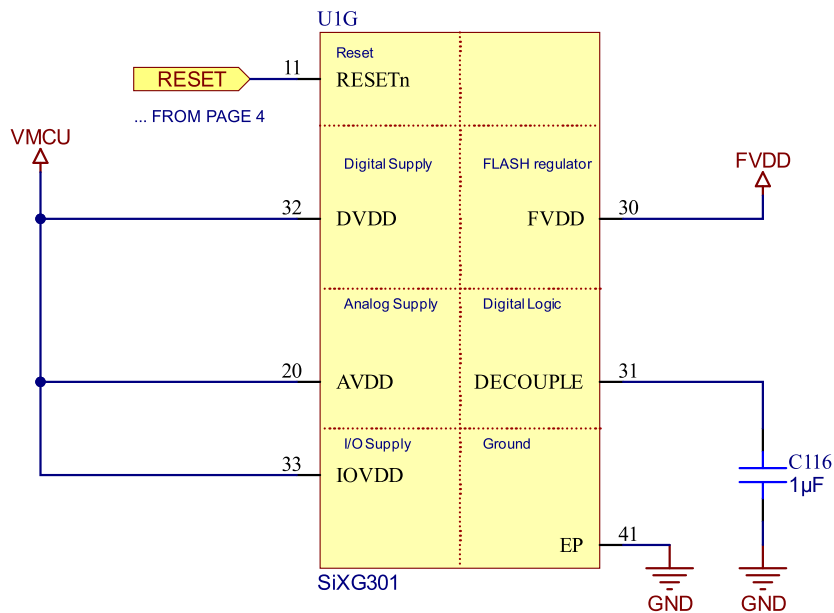 U1G
Reset
11
RESET
RESETn
... FROM PAGE 4
VMCU
FVDD
Digital Supply
FLASH regulator
32
DVDD
FVDD
30
Analog Supply
Digital Logic
20
AVDD
DECOUPLE
31
I/O Supply
Ground
33
IOVDD
C116
1µF
EP
41
SiXG301
GND
GND